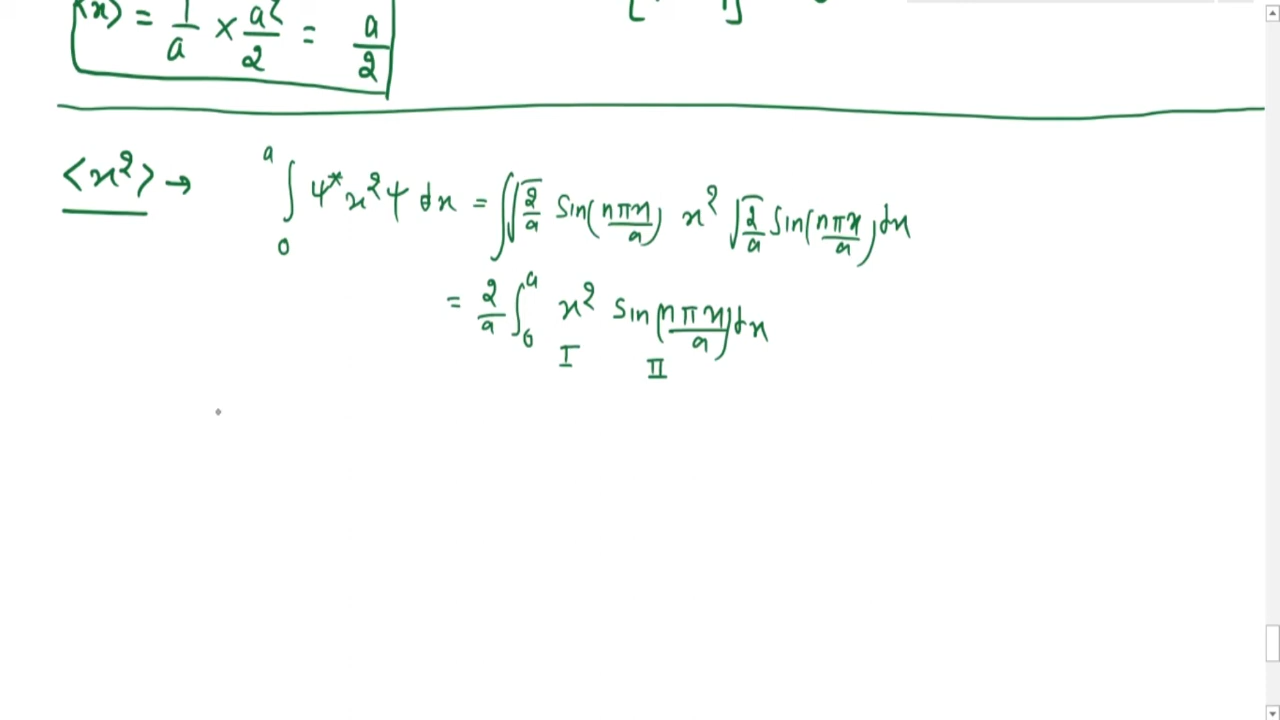 ⟨x⟩ = 1/a × a²/2 = a/2
⟨x²⟩ → ∫₀ᵃ ψ* x² ψ dx = ∫ √(2/a) Sin(nπx/a) x² √(2/a) Sin(nπx/a) dx
= 2/a ∫₀ᵃ x² Sin(nπx/a) dx
I II